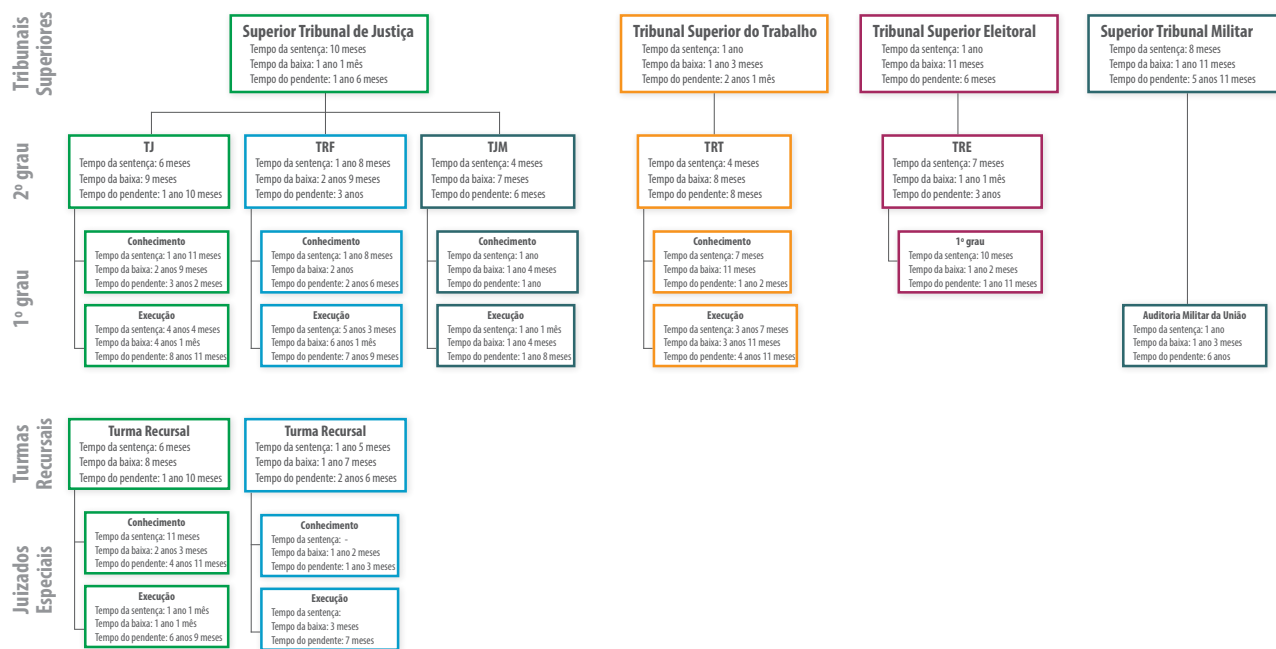 Tribunais
Superiores
Superior Tribunal de Justiça
Tempo da sentença: 10 meses
Tempo da baixa: 1 ano 1 mês
Tempo do pendente: 1 ano 6 meses
Tribunal Superior do Trabalho
Tempo da sentença: 1 ano
Tempo da baixa: 1 ano 3 meses
Tempo do pendente: 2 anos 1 mês
Tribunal Superior Eleitoral
Tempo da sentença: 1 ano
Tempo da baixa: 11 meses
Tempo do pendente: 6 meses
Superior Tribunal Militar
Tempo da sentença: 8 meses
Tempo da baixa: 1 ano 11 meses
Tempo do pendente: 5 anos 11 meses
2º grau
TJ
Tempo da sentença: 6 meses
Tempo da baixa: 9 meses
Tempo do pendente: 1 ano 10 meses
TRF
Tempo da sentença: 1 ano 8 meses
Tempo da baixa: 2 anos 9 meses
Tempo do pendente: 3 anos
TJM
Tempo da sentença: 4 meses
Tempo da baixa: 7 meses
Tempo do pendente: 6 meses
TRT
Tempo da sentença: 4 meses
Tempo da baixa: 8 meses
Tempo do pendente: 8 meses
TRE
Tempo da sentença: 7 meses
Tempo da baixa: 1 ano 1 mês
Tempo do pendente: 3 anos
1º grau
Conhecimento
Tempo da sentença: 1 ano 11 meses
Tempo da baixa: 2 anos 9 meses
Tempo do pendente: 3 anos 2 meses
Conhecimento
Tempo da sentença: 1 ano 8 meses
Tempo da baixa: 2 anos
Tempo do pendente: 2 anos 6 meses
Conhecimento
Tempo da sentença: 1 ano
Tempo da baixa: 1 ano 4 meses
Tempo do pendente: 1 ano
Conhecimento
Tempo da sentença: 7 meses
Tempo da baixa: 11 meses
Tempo do pendente: 1 ano 2 meses
1º grau
Tempo da sentença: 10 meses
Tempo da baixa: 1 ano 2 meses
Tempo do pendente: 1 ano 11 meses
Execução
Tempo da sentença: 4 anos 4 meses
Tempo da baixa: 4 anos 1 mês
Tempo do pendente: 8 anos 11 meses
Execução
Tempo da sentença: 5 anos 3 meses
Tempo da baixa: 6 anos 1 mês
Tempo do pendente: 7 anos 9 meses
Execução
Tempo da sentença: 1 ano 1 mês
Tempo da baixa: 1 ano 4 meses
Tempo do pendente: 1 ano 8 meses
Execução
Tempo da sentença: 3 anos 7 meses
Tempo da baixa: 3 anos 11 meses
Tempo do pendente: 4 anos 11 meses
Auditoria Militar da União
Tempo da sentença: 1 ano
Tempo da baixa: 1 ano 3 meses
Tempo do pendente: 6 anos
Turmas
Recursais
Turma Recursal
Tempo da sentença: 6 meses
Tempo da baixa: 8 meses
Tempo do pendente: 1 ano 10 meses
Turma Recursal
Tempo da sentença: 1 ano 5 meses
Tempo da baixa: 1 ano 7 meses
Tempo do pendente: 2 anos 6 meses
Juizados
Especiais
Conhecimento
Tempo da sentença: 11 meses
Tempo da baixa: 2 anos 3 meses
Tempo do pendente: 4 anos 11 meses
Conhecimento
Tempo da sentença: -
Tempo da baixa: 1 ano 2 meses
Tempo do pendente: 1 ano 3 meses
Execução
Tempo da sentença: 1 ano 1 mês
Tempo da baixa: 1 ano 1 mês
Tempo do pendente: 6 anos 9 meses
Execução
Tempo da sentença:
Tempo da baixa: 3 meses
Tempo do pendente: 7 meses